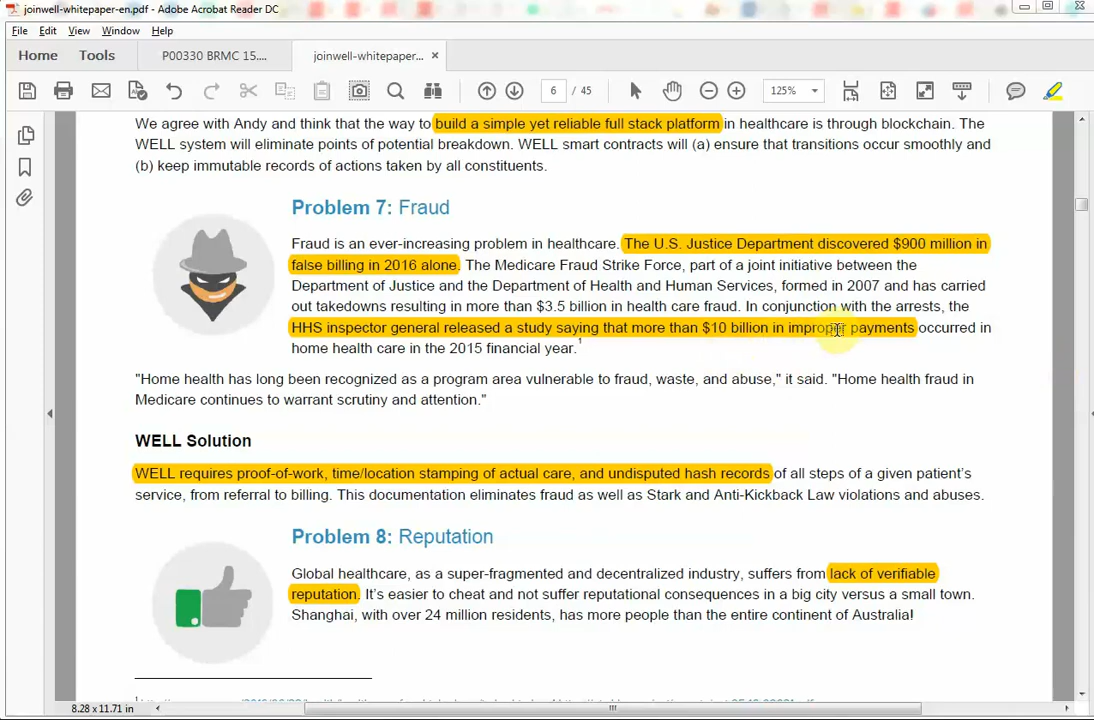 joinwell-whitepaper-en.pdf - Adobe Acrobat Reader DC
File Edit View Window Help
Home Tools P00330 BRMC 15.... joinwell-whitepaper... ×
6 / 45 125%
We agree with Andy and think that the way to build a simple yet reliable full stack platform in healthcare is through blockchain. The
WELL system will eliminate points of potential breakdown. WELL smart contracts will (a) ensure that transitions occur smoothly and
(b) keep immutable records of actions taken by all constituents.
Problem 7: Fraud
Fraud is an ever-increasing problem in healthcare. The U.S. Justice Department discovered $900 million in
false billing in 2016 alone. The Medicare Fraud Strike Force, part of a joint initiative between the
Department of Justice and the Department of Health and Human Services, formed in 2007 and has carried
out takedowns resulting in more than $3.5 billion in health care fraud. In conjunction with the arrests, the
HHS inspector general released a study saying that more than $10 billion in improper payments occurred in
home health care in the 2015 financial year.1
"Home health has long been recognized as a program area vulnerable to fraud, waste, and abuse," it said. "Home health fraud in
Medicare continues to warrant scrutiny and attention."
WELL Solution
WELL requires proof-of-work, time/location stamping of actual care, and undisputed hash records of all steps of a given patient's
service, from referral to billing. This documentation eliminates fraud as well as Stark and Anti-Kickback Law violations and abuses.
Problem 8: Reputation
Global healthcare, as a super-fragmented and decentralized industry, suffers from lack of verifiable
reputation. It's easier to cheat and not suffer reputational consequences in a big city versus a small town.
Shanghai, with over 24 million residents, has more people than the entire continent of Australia!
1
8.28 x 11.71 in